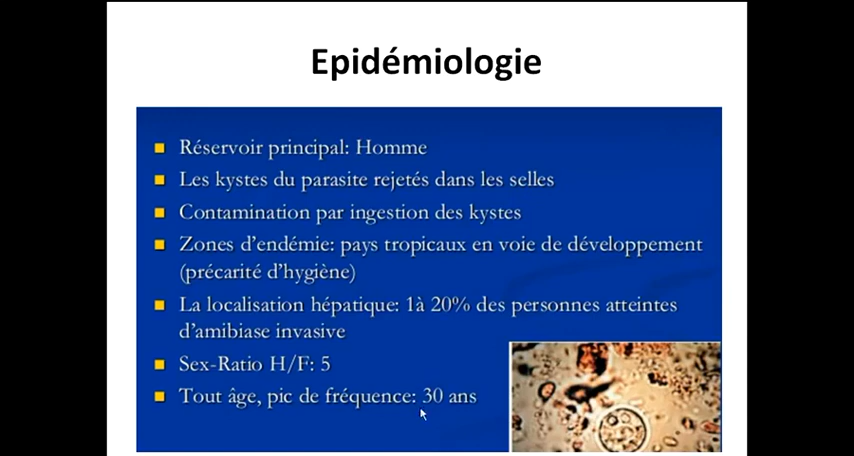 Epidémiologie
Réservoir principal: Homme
Les kystes du parasite rejetés dans les selles
Contamination par ingestion des kystes
Zones d'endémie: pays tropicaux en voie de développement
(précarité d'hygiène)
La localisation hépatique: 1à 20% des personnes atteintes
d'amibiase invasive
Sex-Ratio H/F: 5
Tout âge, pic de fréquence: 30 ans